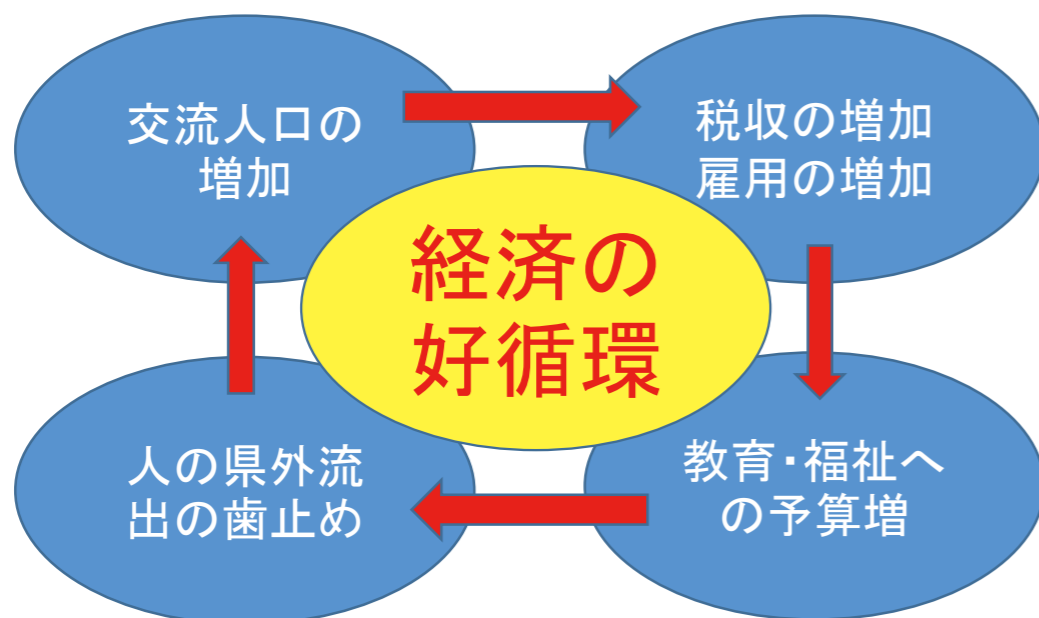 交流人口の
増加
税収の増加
雇用の増加
経済の
好循環
人の県外流
出の歯止め
教育・福祉へ
の予算増